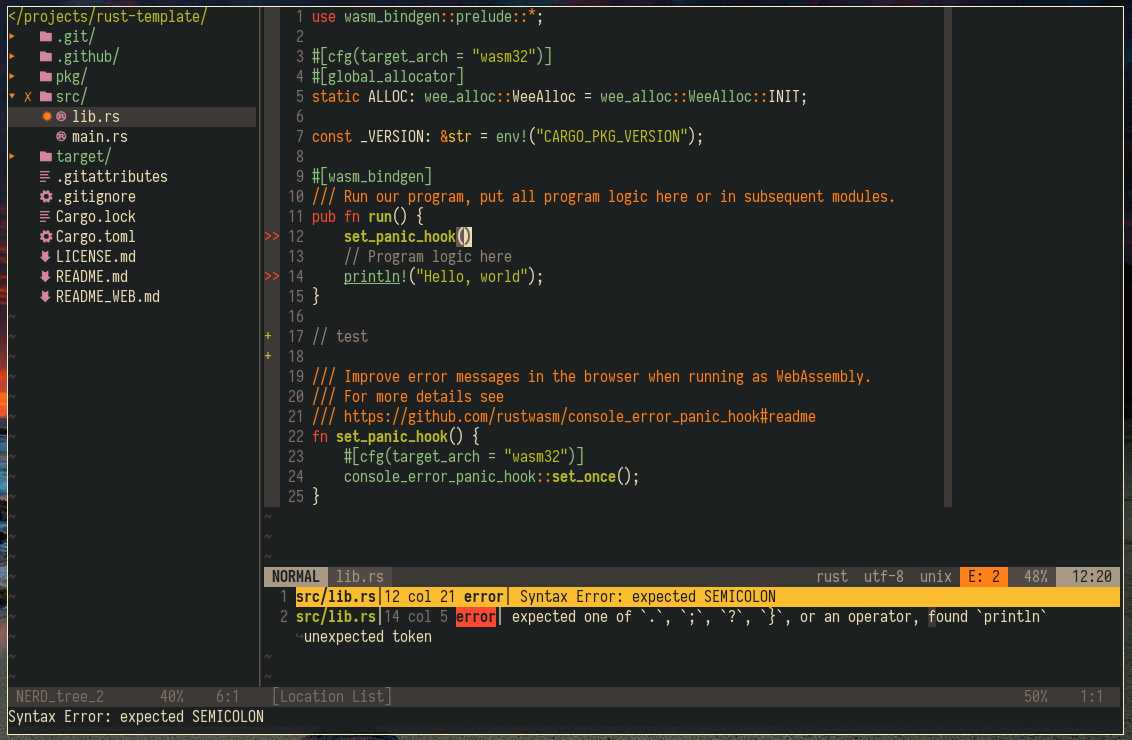 </projects/rust-template/
▸ .git/
▸ .github/
▸ pkg/
▾ ✗ src/
lib.rs
main.rs
▸ target/
.gitattributes
.gitignore
Cargo.lock
Cargo.toml
LICENSE.md
README.md
README_WEB.md
1 use wasm_bindgen::prelude::*;
2
3 #[cfg(target_arch = "wasm32")]
4 #[global_allocator]
5 static ALLOC: wee_alloc::WeeAlloc = wee_alloc::WeeAlloc::INIT;
6
7 const _VERSION: &str = env!("CARGO_PKG_VERSION");
8
9 #[wasm_bindgen]
10 /// Run our program, put all program logic here or in subsequent modules.
11 pub fn run() {
>> 12     set_panic_hook()
13     // Program logic here
>> 14     println!("Hello, world");
15 }
16
+ 17 // test
+ 18
19 /// Improve error messages in the browser when running as WebAssembly.
20 /// For more details see
21 /// https://github.com/rustwasm/console_error_panic_hook#readme
22 fn set_panic_hook() {
23     #[cfg(target_arch = "wasm32")]
24     console_error_panic_hook::set_once();
25 }
NORMAL lib.rs rust utf-8 unix E: 2 48% 12:20
1 src/lib.rs|12 col 21 error| Syntax Error: expected SEMICOLON
2 src/lib.rs|14 col 5 error| expected one of `.`, `;`, `?`, `}`, or an operator, found `println`
↪unexpected token
NERD_tree_2 40% 6:1 [Location List] 50% 1:1
Syntax Error: expected SEMICOLON